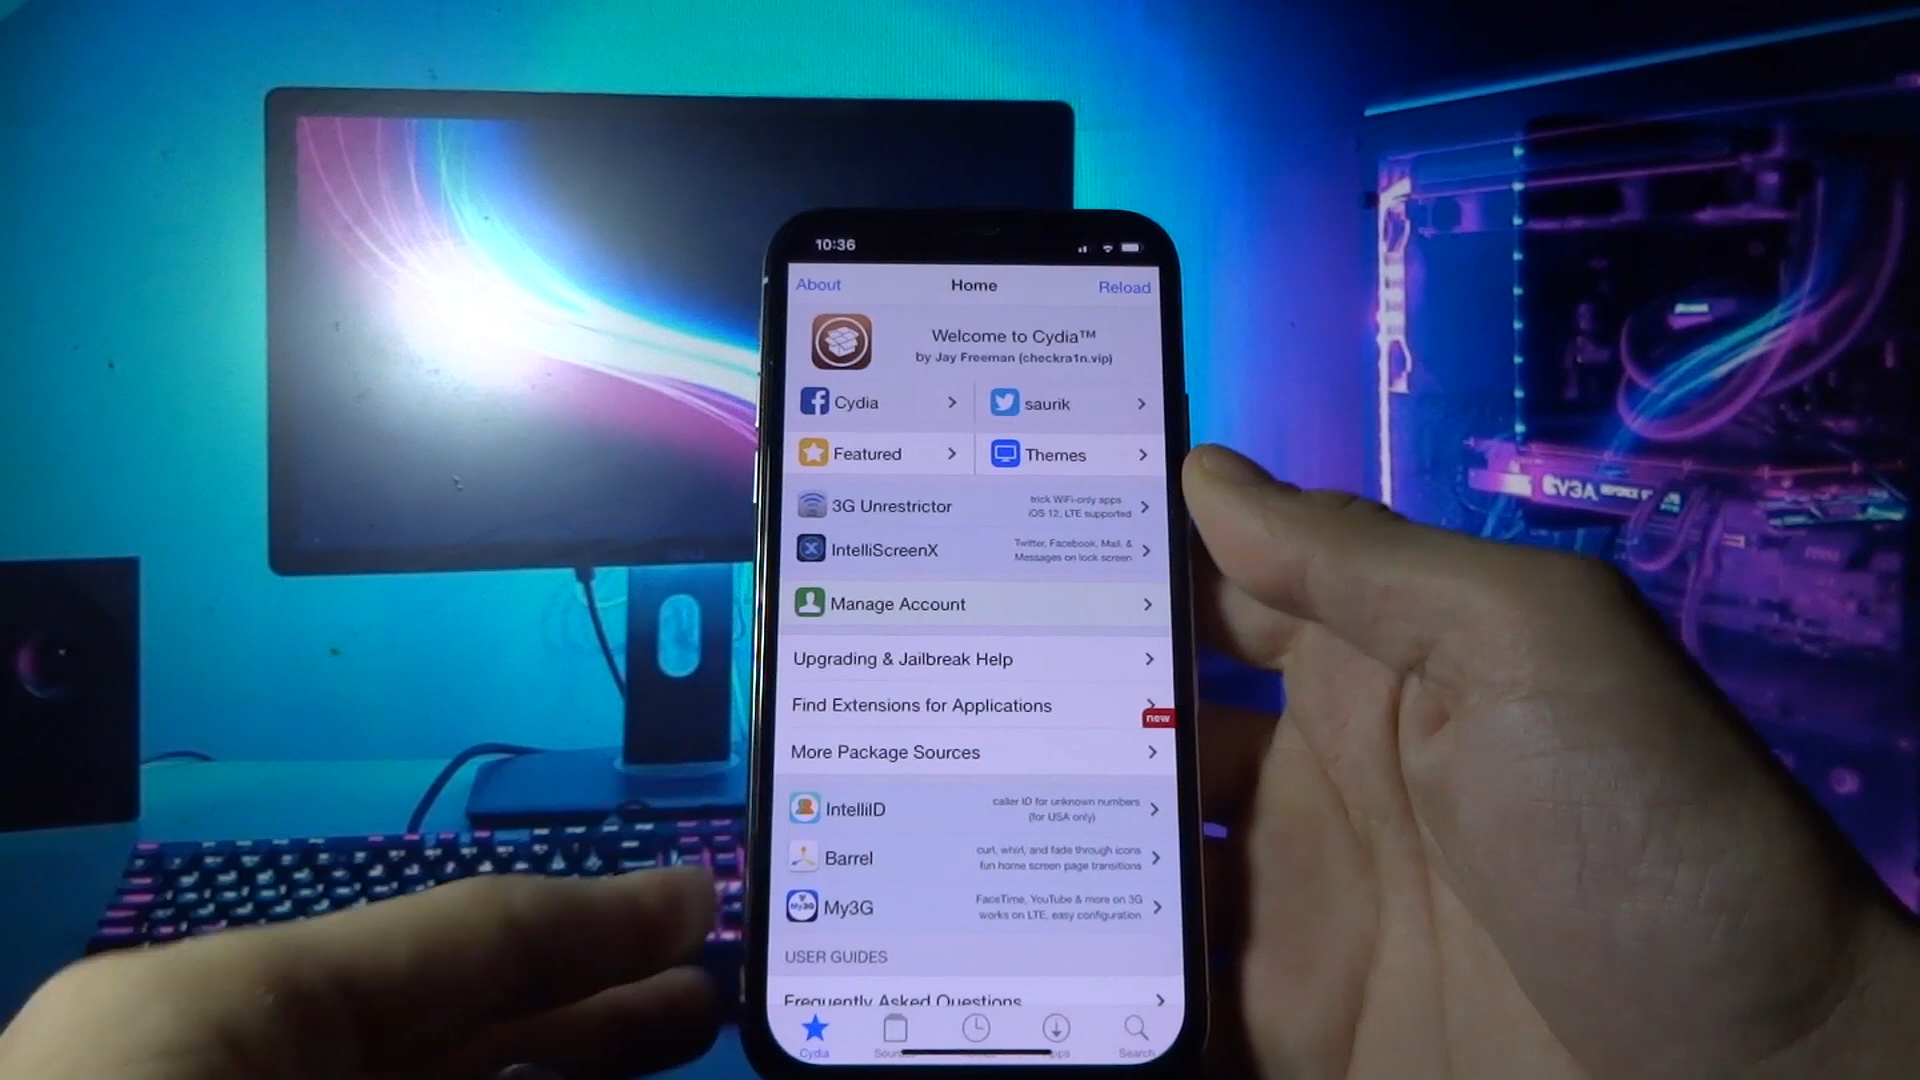 10:36
About
Home
Reload
Welcome to Cydia™
by Jay Freeman (checkra1n.vip)
Cydia
saurik
Featured
Themes
3G Unrestrictor
trick WiFi-only apps
iOS 12, LTE supported
IntelliScreenX
Twitter, Facebook, Mail, &
Messages on lock screen
Manage Account
Upgrading & Jailbreak Help
Find Extensions for Applications
new
More Package Sources
IntelliID
caller ID for unknown numbers
(for USA only)
Barrel
curl, whirl, and fade through icons
fun home screen page transitions
My3G
My3G
FaceTime, YouTube & more on 3G
works on LTE, easy configuration
USER GUIDES
Frequently Asked Questions
Cydia
Search